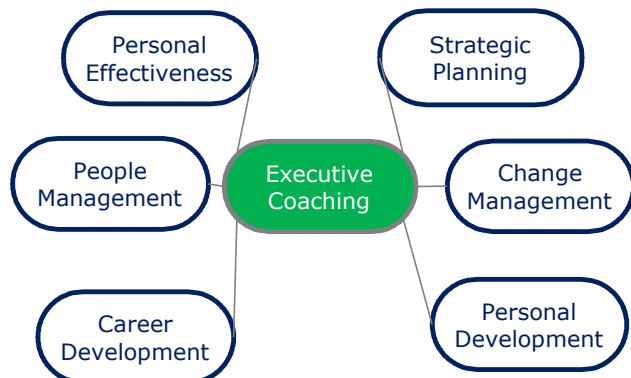 Personal
Effectiveness
Strategic
Planning
People
Management
Executive
Coaching
Change
Management
Career
Development
Personal
Development